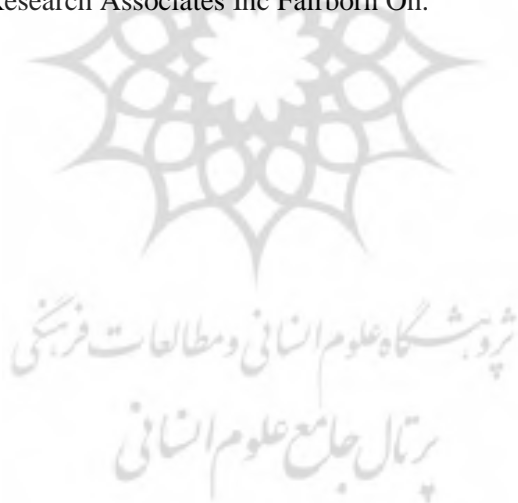 Research Associates Inc Fairborn Oh.
پژوهشگاه علوم انسانی و مطالعات فرهنگی
پرتال جامع علوم انسانی